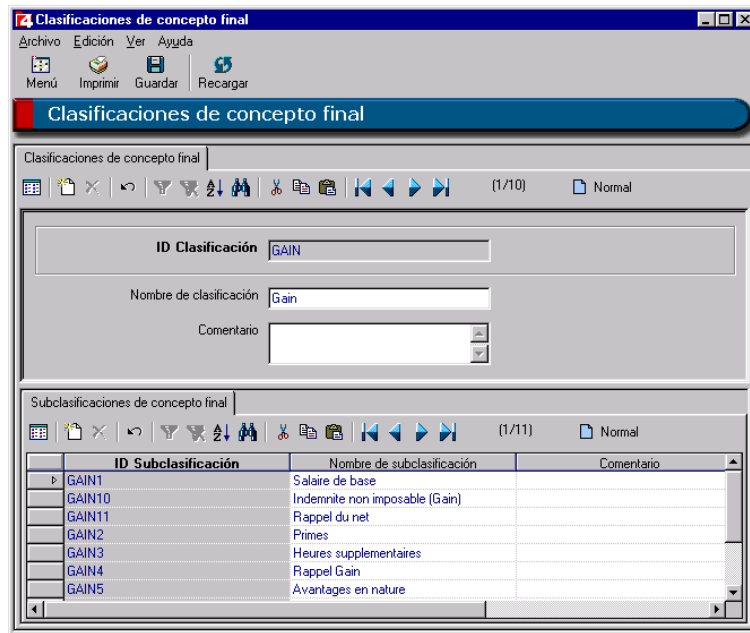 Clasificaciones de concepto final
Archivo Edición Ver Ayuda
Menú Imprimir Guardar Recargar
Clasificaciones de concepto final
Clasificaciones de concepto final
(1/10) Normal
ID Clasificación GAIN
Nombre de clasificación Gain
Comentario
Subclasificaciones de concepto final
(1/11) Normal
ID Subclasificación Nombre de subclasificación Comentario
GAIN1 Salaire de base
GAIN10 Indemnite non imposable (Gain)
GAIN11 Rappel du net
GAIN2 Primes
GAIN3 Heures supplementaires
GAIN4 Rappel Gain
GAIN5 Avantages en nature